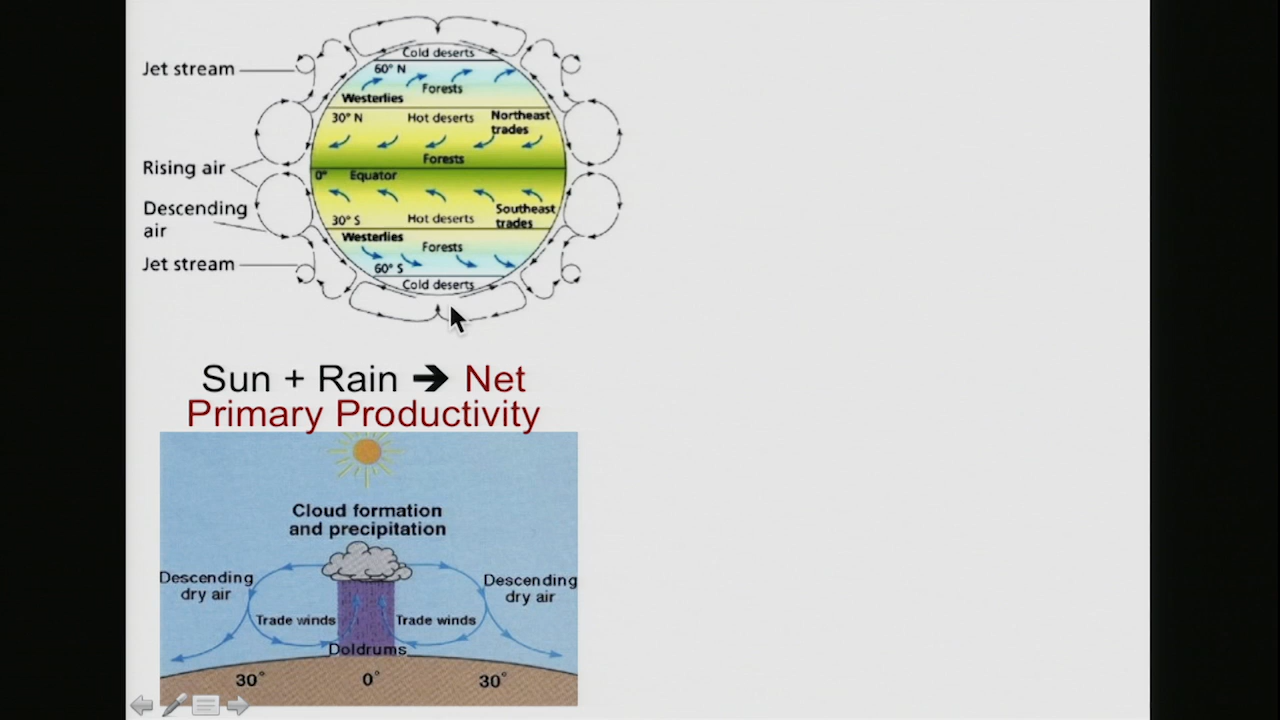 Cold deserts
Jet stream
60° N
Forests
Westerlies
30° N
Hot deserts
Northeast
trades
Rising air
Forests
0°
Equator
Descending
air
30° S
Hot deserts
Southeast
trades
Westerlies
Forests
Jet stream
60° S
Cold deserts
Sun + Rain ➔ Net
Primary Productivity
Cloud formation
and precipitation
Descending
dry air
Descending
dry air
Trade winds
Trade winds
Doldrums
30°
0°
30°